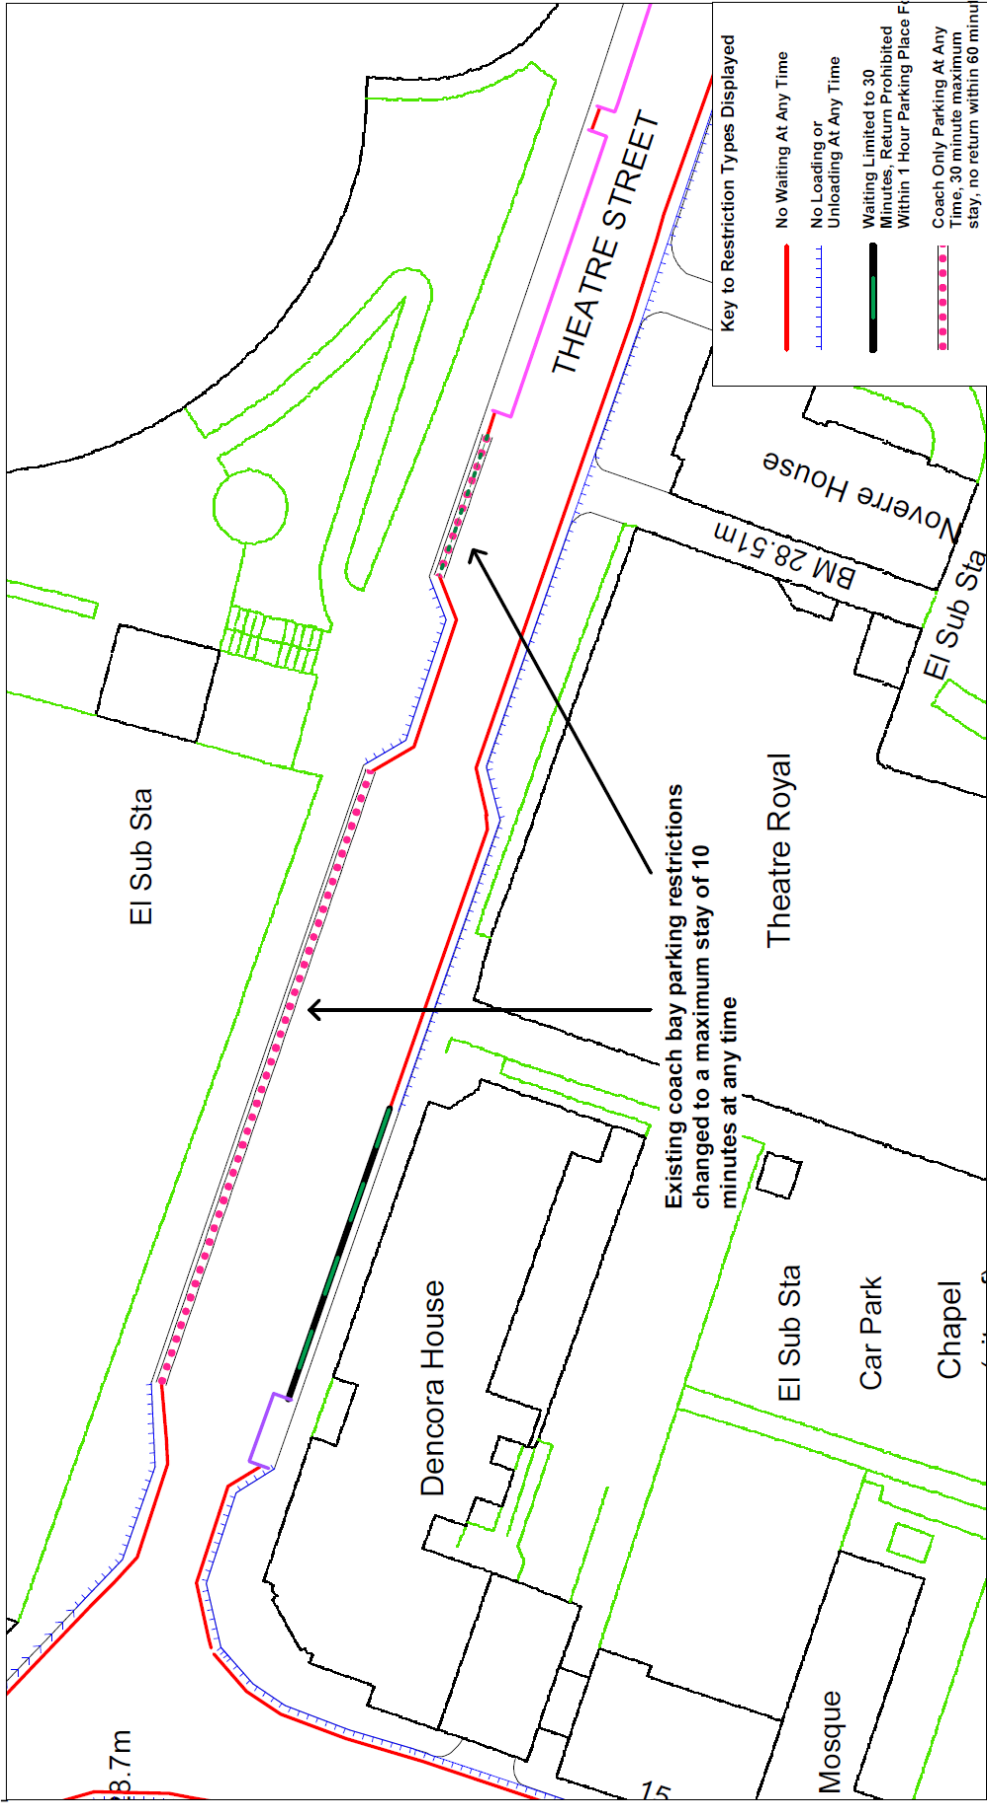 El Sub Sta
THEATRE STREET
Noverre House
BM 28.51m
El Sub Sta
Theatre Royal
Existing coach bay parking restrictions
changed to a maximum stay of 10
minutes at any time
Dencora House
El Sub Sta
Car Park
Chapel
Mosque
15
8.7m
Key to Restriction Types Displayed
No Waiting At Any Time
No Loading or
Unloading At Any Time
Waiting Limited to 30
Minutes, Return Prohibited
Within 1 Hour Parking Place
Coach Only Parking At Any
Time, 30 minute maximum
stay, no return within 60